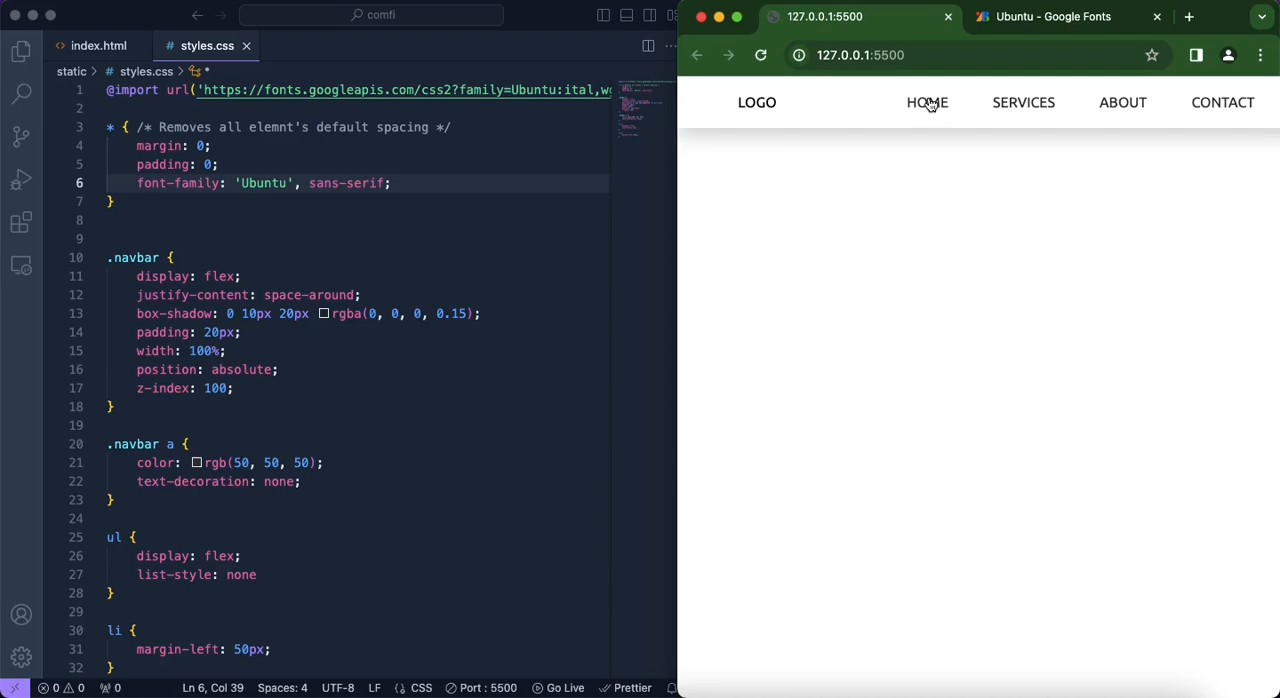 comfi
index.html
# styles.css
static > # styles.css >
1 @import url('https://fonts.googleapis.com/css2?family=Ubuntu:ital,w
2
3 * { /* Removes all elemnt's default spacing */
4 margin: 0;
5 padding: 0;
6 font-family: 'Ubuntu', sans-serif;
7 }
8
9
10 .navbar {
11 display: flex;
12 justify-content: space-around;
13 box-shadow: 0 10px 20px rgba(0, 0, 0, 0.15);
14 padding: 20px;
15 width: 100%;
16 position: absolute;
17 z-index: 100;
18 }
19
20 .navbar a {
21 color: rgb(50, 50, 50);
22 text-decoration: none;
23 }
24
25 ul {
26 display: flex;
27 list-style: none
28 }
29
30 li {
31 margin-left: 50px;
32 }
0 0 0 Ln 6, Col 39 Spaces: 4 UTF-8 LF {} CSS Port : 5500 Go Live Prettier
127.0.0.1:5500
Ubuntu - Google Fonts
127.0.0.1:5500
LOGO HOME SERVICES ABOUT CONTACT